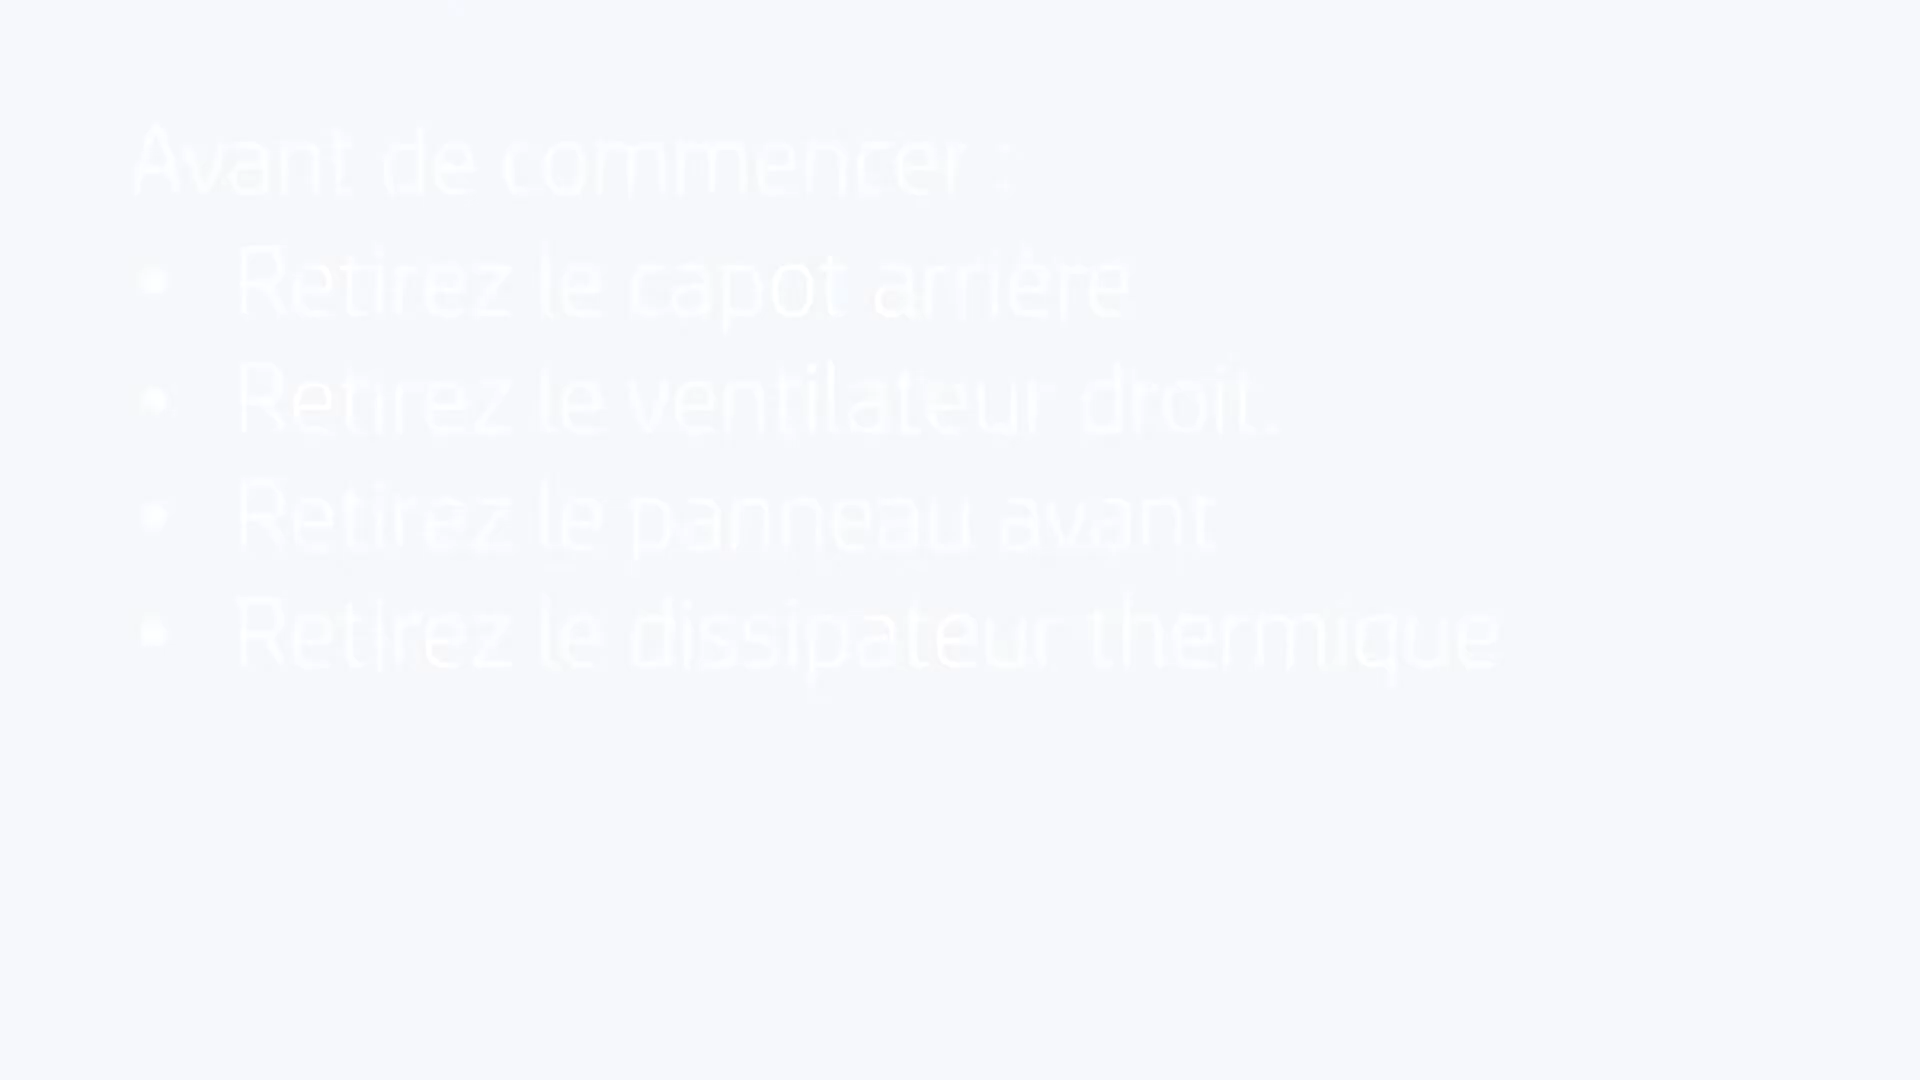 Avant de commencer :
• Retirez le capot arrière
• Retirez le ventilateur droit.
• Retirez le panneau avant
• Retirez le dissipateur thermique